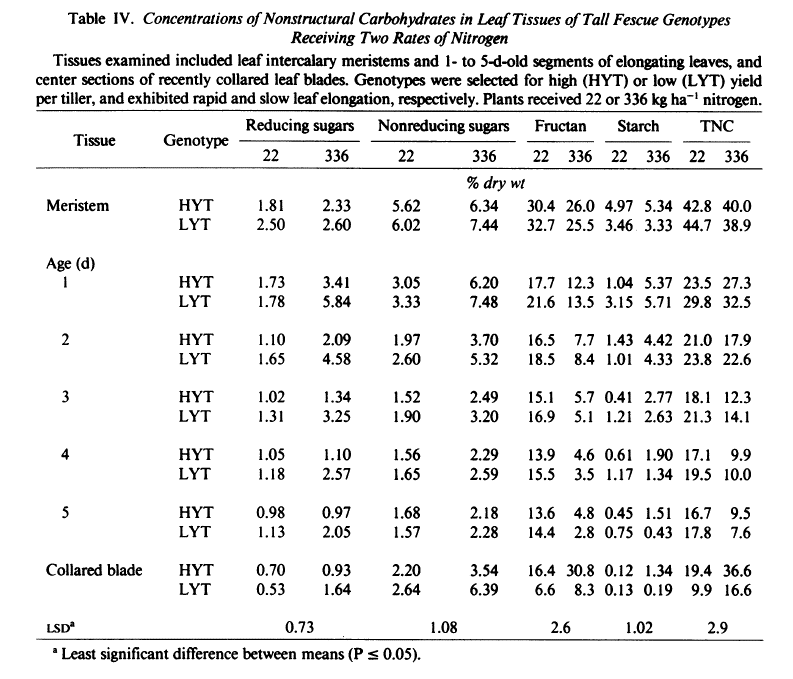 Table IV. Concentrations of Nonstructural Carbohydrates in Leaf Tissues of Tall Fescue Genotypes
Receiving Two Rates of Nitrogen
Tissues examined included leaf intercalary meristems and 1- to 5-d-old segments of elongating leaves, and
center sections of recently collared leaf blades. Genotypes were selected for high (HYT) or low (LYT) yield
per tiller, and exhibited rapid and slow leaf elongation, respectively. Plants received 22 or 336 kg ha⁻¹ nitrogen.
Tissue Genotype Reducing sugars Nonreducing sugars Fructan Starch TNC
22 336 22 336 22 336 22 336 22 336
% dry wt
Meristem HYT 1.81 2.33 5.62 6.34 30.4 26.0 4.97 5.34 42.8 40.0
LYT 2.50 2.60 6.02 7.44 32.7 25.5 3.46 3.33 44.7 38.9
Age (d)
1 HYT 1.73 3.41 3.05 6.20 17.7 12.3 1.04 5.37 23.5 27.3
LYT 1.78 5.84 3.33 7.48 21.6 13.5 3.15 5.71 29.8 32.5
2 HYT 1.10 2.09 1.97 3.70 16.5 7.7 1.43 4.42 21.0 17.9
LYT 1.65 4.58 2.60 5.32 18.5 8.4 1.01 4.33 23.8 22.6
3 HYT 1.02 1.34 1.52 2.49 15.1 5.7 0.41 2.77 18.1 12.3
LYT 1.31 3.25 1.90 3.20 16.9 5.1 1.21 2.63 21.3 14.1
4 HYT 1.05 1.10 1.56 2.29 13.9 4.6 0.61 1.90 17.1 9.9
LYT 1.18 2.57 1.65 2.59 15.5 3.5 1.17 1.34 19.5 10.0
5 HYT 0.98 0.97 1.68 2.18 13.6 4.8 0.45 1.51 16.7 9.5
LYT 1.13 2.05 1.57 2.28 14.4 2.8 0.75 0.43 17.8 7.6
Collared blade HYT 0.70 0.93 2.20 3.54 16.4 30.8 0.12 1.34 19.4 36.6
LYT 0.53 1.64 2.64 6.39 6.6 8.3 0.13 0.19 9.9 16.6
LSDᵃ 0.73 1.08 2.6 1.02 2.9
ᵃ Least significant difference between means (P ≤ 0.05).